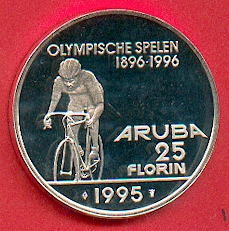 OLYMPISCHE SPELEN
1896-1996
ARUBA
25
FLORIN
1995